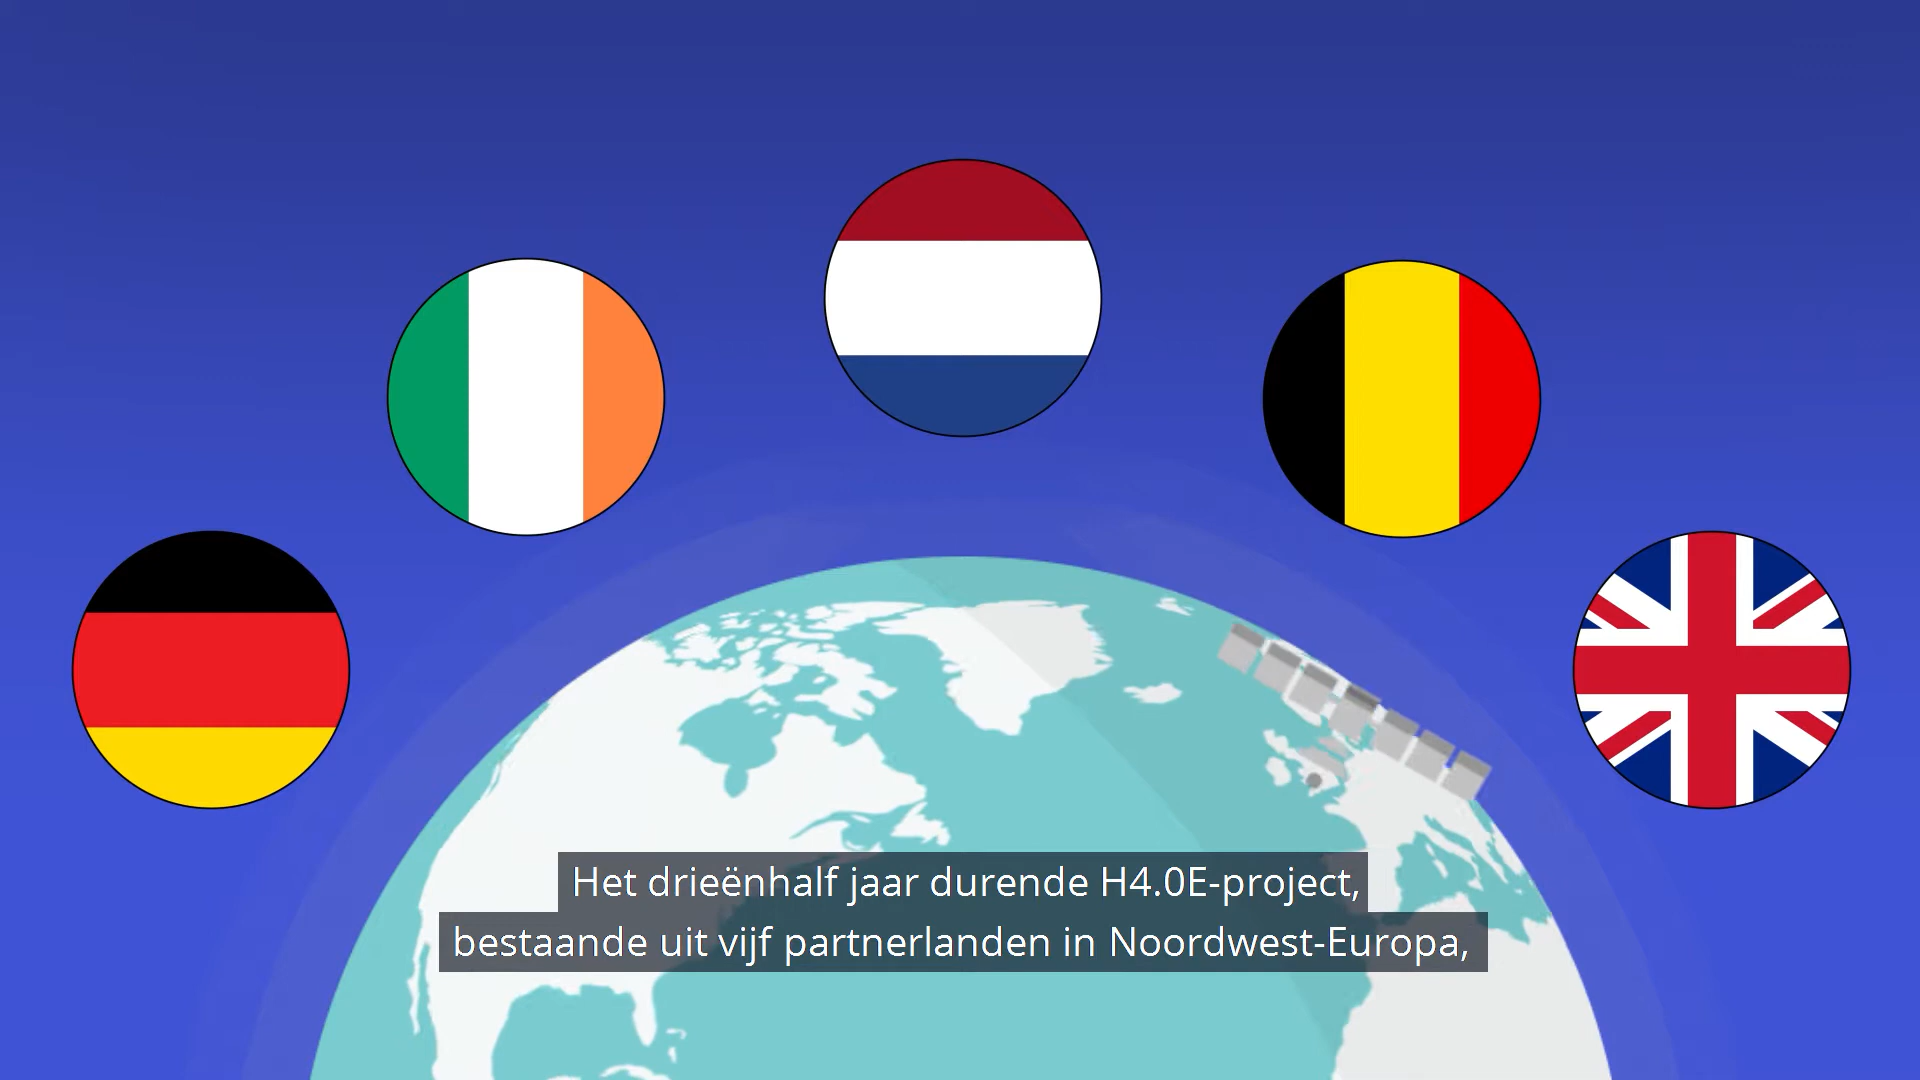 Het drieënhalf jaar durende H4.0E-project,
bestaande uit vijf partnerlanden in Noordwest-Europa,